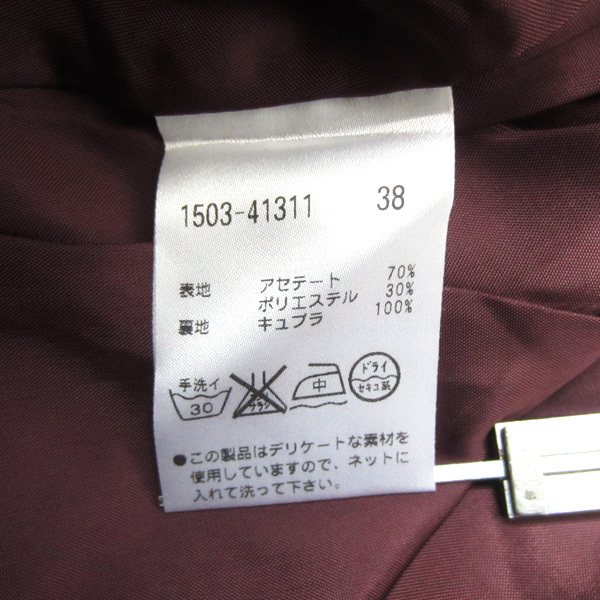 1503-41311 38
表地 アセテート 70%
ポリエステル 30%
裏地 キュプラ 100%
手洗イ
30
サラシ
中
ドライ
セキユ系
●この製品はデリケートな素材を
使用していますので、ネットに
入れて洗って下さい。